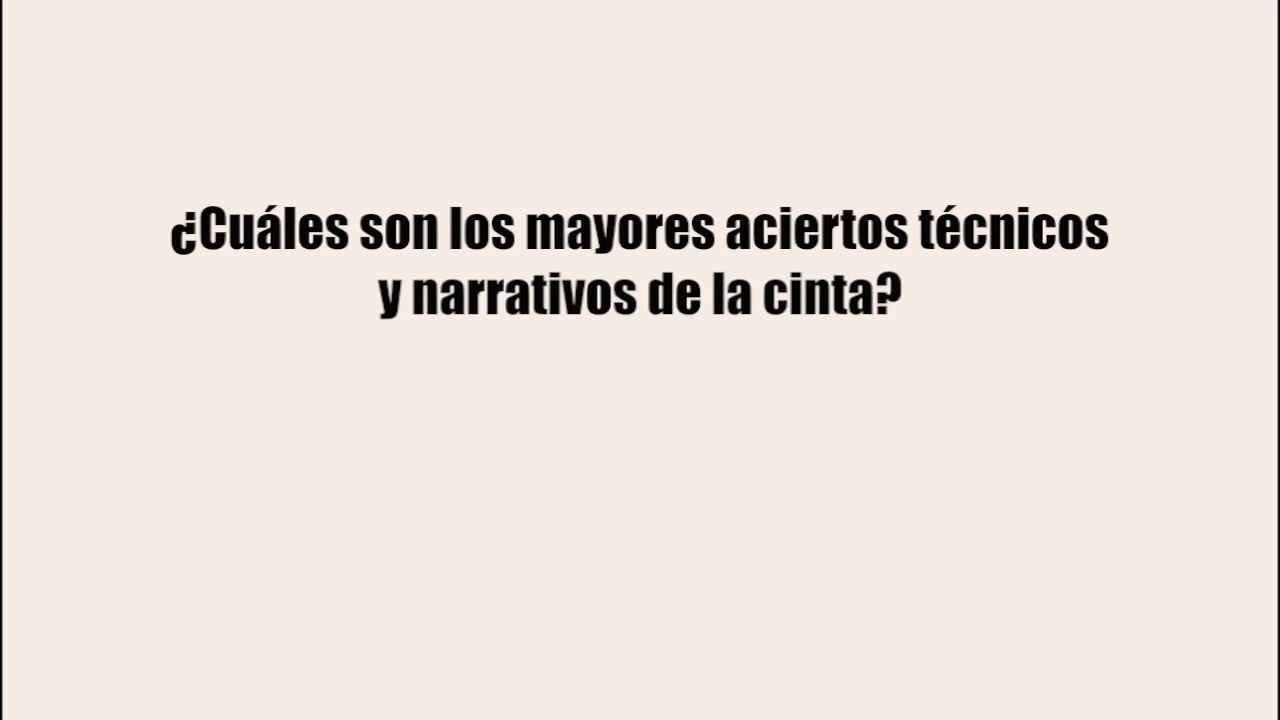 ¿Cuáles son los mayores aciertos técnicos
y narrativos de la cinta?